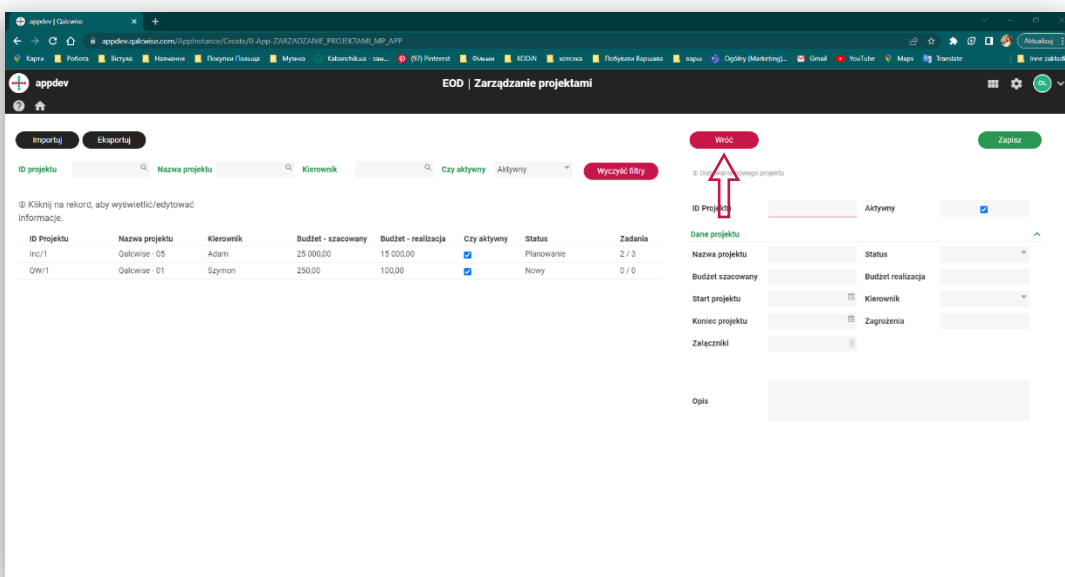 appdev | Qalcwise
appdev.qalcwise.com/AppInstance/Create/0-App-ZARZADZANIE_PROJEKTAMI_MP_APP
Aktualizuj
Карти Робота Віктула Навчання Покупки Польща Музика Kabanchik.ua - зам... (97) Pinterest Фільми KODiN хотелка Побувати Варшава Ogólny (Marketing)... Gmail YouTube Maps Translate Inne zakładki
appdev
EOD | Zarządzanie projektami
OL
Importuj Eksportuj
Wróć
Zapisz
ID projektu Nazwa projektu Kierownik Czy aktywny Aktywny Wyczyść filtry
Dodawanie nowego projektu
Kliknij na rekord, aby wyświetlić/edytować
informacje.
ID Projektu Nazwa projektu Kierownik Budżet - szacowany Budżet - realizacja Czy aktywny Status Zadania
Inc/1 Qalcwise - 05 Adam 25 000,00 15 000,00 Planowanie 2 / 3
QW/1 Qalcwise - 01 Szymon 250,00 100,00 Nowy 0 / 0
ID Projektu Aktywny
Dane projektu
Nazwa projektu Status
Budżet szacowany Budżet realizacja
Start projektu Kierownik
Koniec projektu Zagrożenia
Załączniki
Opis